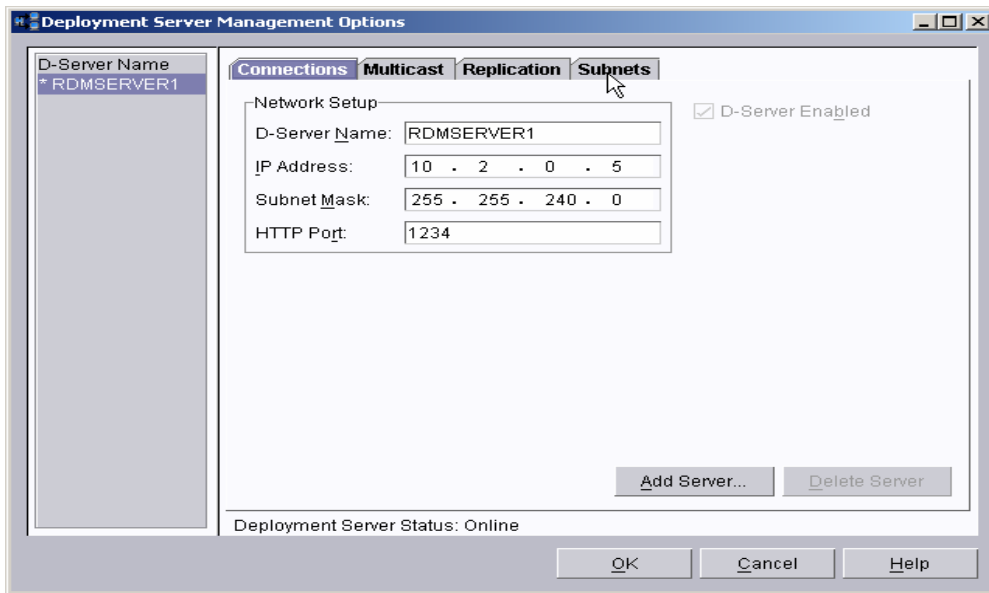 Deployment Server Management Options
D-Server Name
* RDMSERVER1
Connections Multicast Replication Subnets
Network Setup
D-Server Enabled
D-Server Name: RDMSERVER1
IP Address: 10 . 2 . 0 . 5
Subnet Mask: 255 . 255 . 240 . 0
HTTP Port: 1234
Add Server... Delete Server
Deployment Server Status: Online
OK Cancel Help